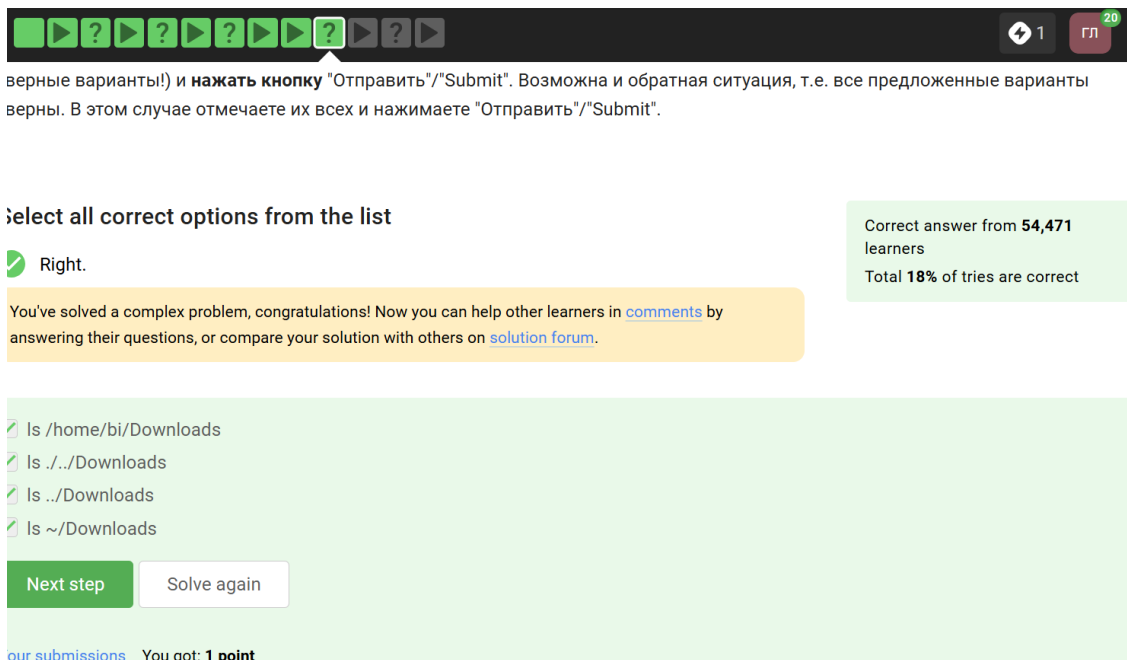 ? ? ? ? ?
1 ГЛ 20
верные варианты!) и нажать кнопку "Отправить"/"Submit". Возможна и обратная ситуация, т.е. все предложенные варианты
верны. В этом случае отмечаете их всех и нажимаете "Отправить"/"Submit".
Select all correct options from the list
Correct answer from 54,471
learners
Total 18% of tries are correct
Right.
You've solved a complex problem, congratulations! Now you can help other learners in comments by
answering their questions, or compare your solution with others on solution forum.
ls /home/bi/Downloads
ls ./../Downloads
ls ../Downloads
ls ~/Downloads
Next step Solve again
our submissions You got: 1 point